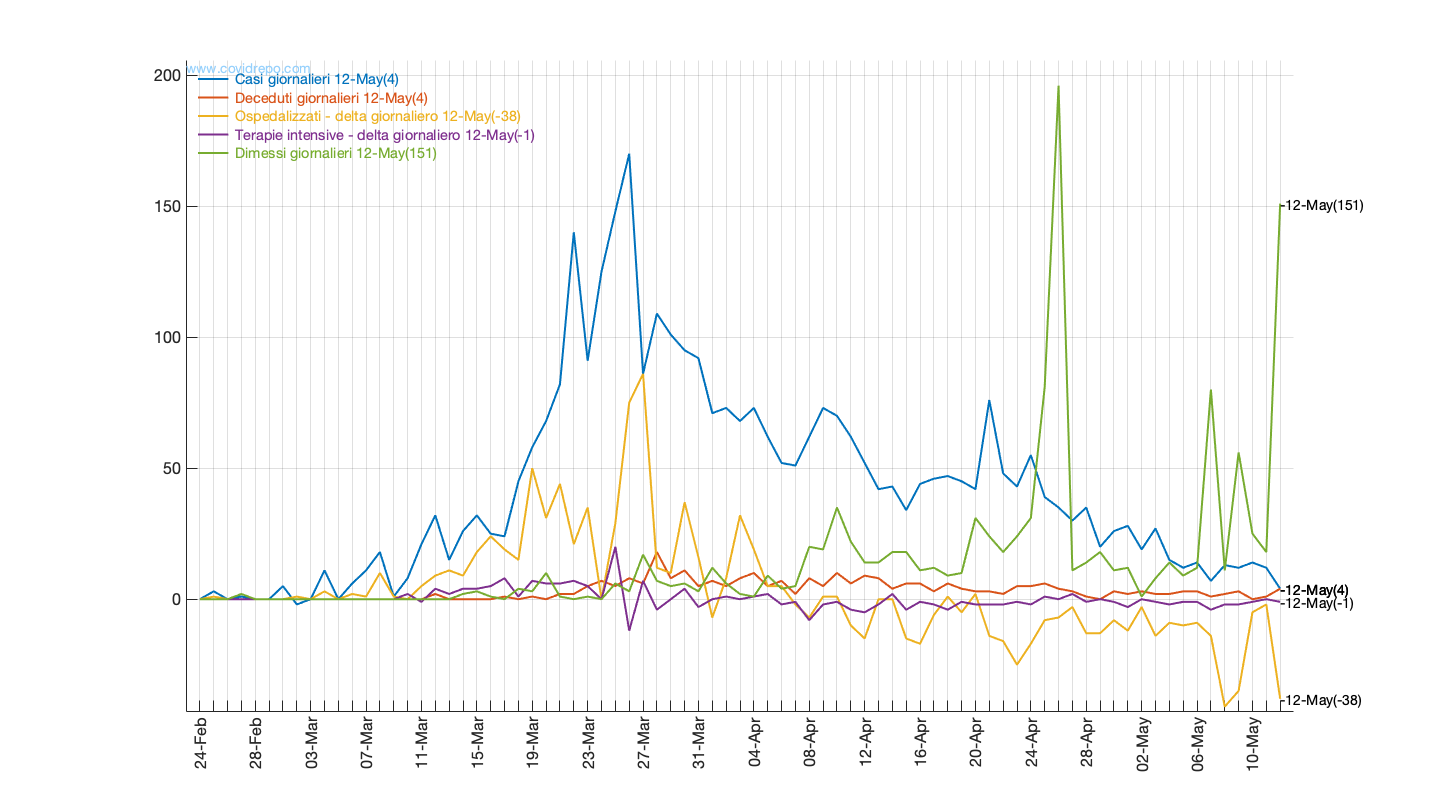 www.covidrepo.com
Casi giornalieri 12-May(4)
Deceduti giornalieri 12-May(4)
Ospedalizzati - delta giornaliero 12-May(-38)
Terapie intensive - delta giornaliero 12-May(-1)
Dimessi giornalieri 12-May(151)
200
150
100
50
0
12-May(151)
12-May(4)
12-May(-1)
12-May(-38)
24-Feb
28-Feb
03-Mar
07-Mar
11-Mar
15-Mar
19-Mar
23-Mar
27-Mar
31-Mar
04-Apr
08-Apr
12-Apr
16-Apr
20-Apr
24-Apr
28-Apr
02-May
06-May
10-May